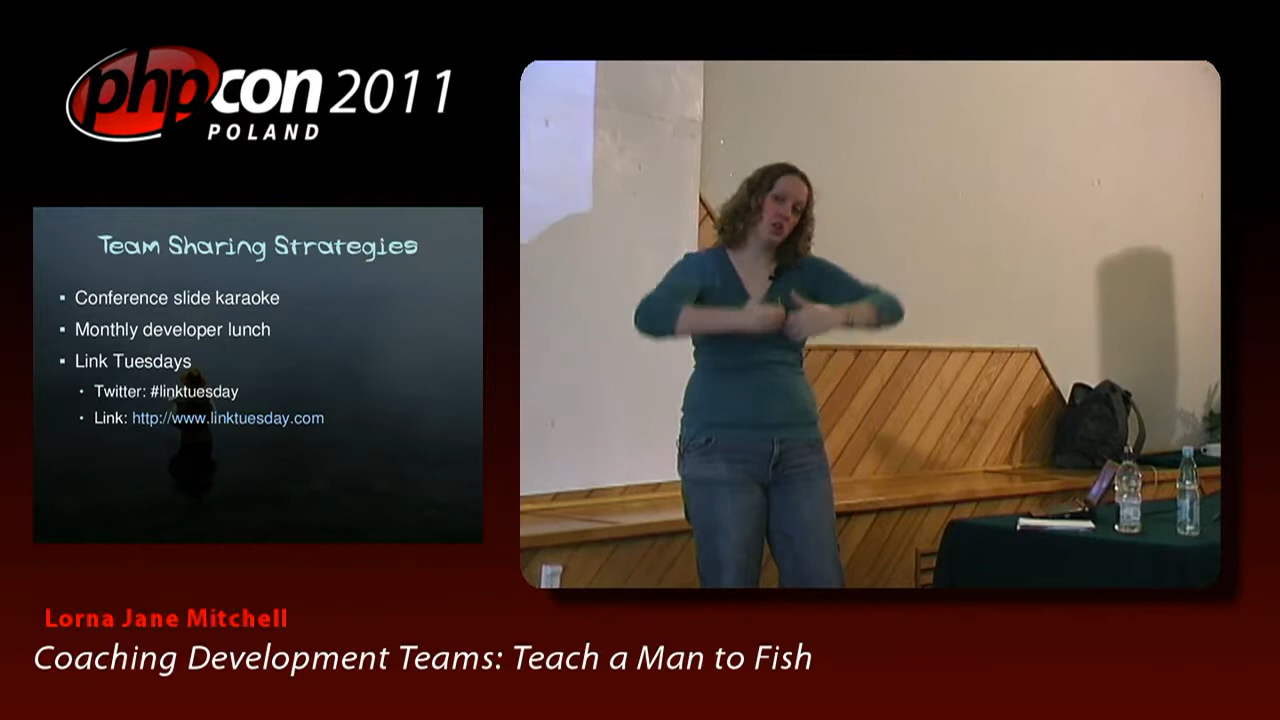 phpcon 2011
POLAND
Team Sharing Strategies
▪ Conference slide karaoke
▪ Monthly developer lunch
▪ Link Tuesdays
• Twitter: #linktuesday
• Link: http://www.linktuesday.com
Lorna Jane Mitchell
Coaching Development Teams: Teach a Man to Fish